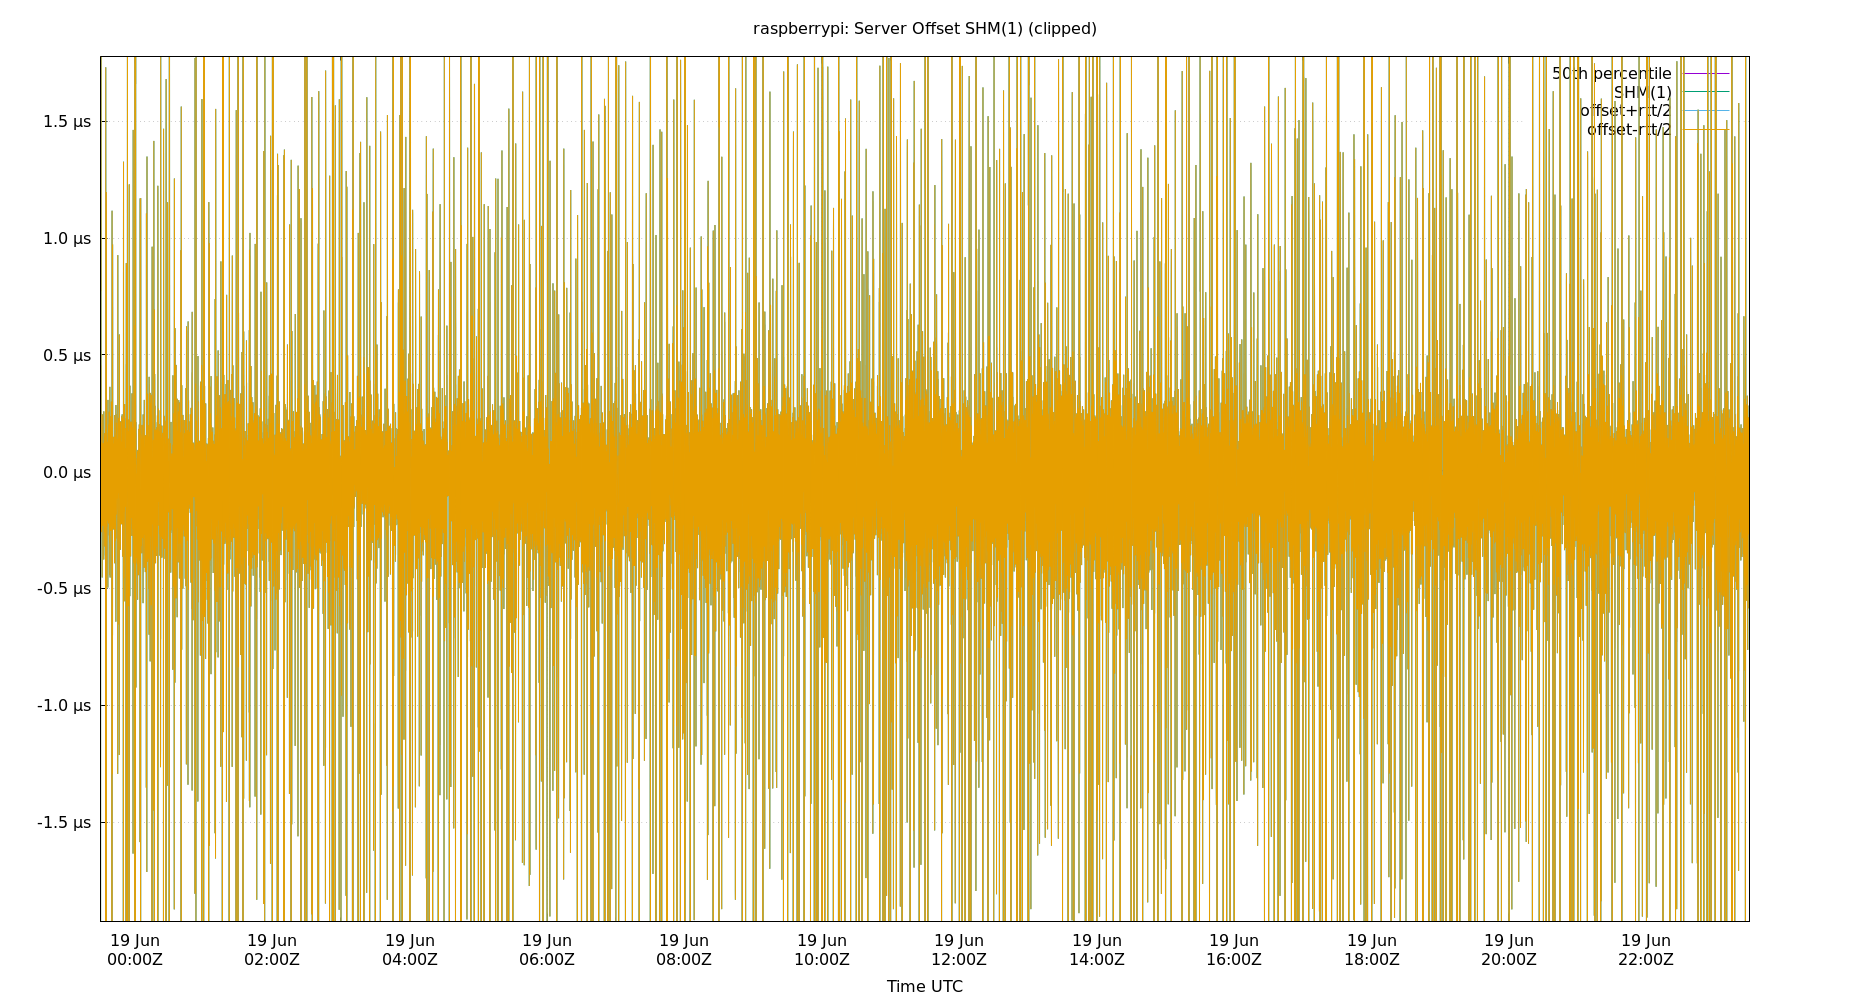 raspberrypi: Server Offset SHM(1) (clipped)
50th percentile
SHM(1)
offset+rtt/2
offset-rtt/2
1.5 µs
1.0 µs
0.5 µs
0.0 µs
-0.5 µs
-1.0 µs
-1.5 µs
19 Jun 19 Jun 19 Jun 19 Jun 19 Jun 19 Jun 19 Jun 19 Jun 19 Jun 19 Jun 19 Jun 19 Jun
00:00Z 02:00Z 04:00Z 06:00Z 08:00Z 10:00Z 12:00Z 14:00Z 16:00Z 18:00Z 20:00Z 22:00Z
Time UTC